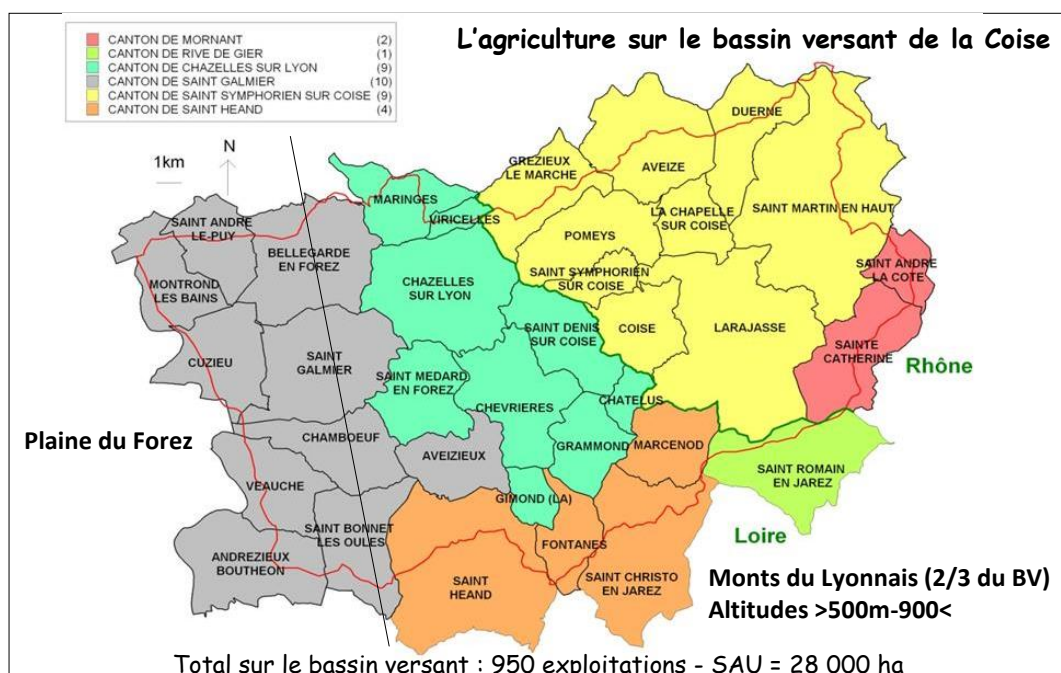 CANTON DE MORNANT (2)
CANTON DE RIVE DE GIER (1)
CANTON DE CHAZELLES SUR LYON (9)
CANTON DE SAINT GALMIER (10)
CANTON DE SAINT SYMPHORIEN SUR COISE (9)
CANTON DE SAINT HEAND (4)
L'agriculture sur le bassin versant de la Coise
1km
N
DUERNE
GREZIEUX
LE MARCHE
AVEIZE
MARINGES
VIRICELLES
LA CHAPELLE
SUR COISE
SAINT MARTIN EN HAUT
SAINT ANDRE
LE-PUY
BELLEGARDE
EN FOREZ
POMEYS
MONTROND
LES BAINS
CHAZELLES
SUR LYON
SAINT SYMPHORIEN
SUR COISE
SAINT ANDRE
LA COTE
SAINT DENIS
SUR COISE
COISE
LARAJASSE
SAINTE
CATHERINE
Rhône
CUZIEU
SAINT
GALMIER
SAINT MEDARD
EN FOREZ
CHEVRIERES
CHATELUS
Plaine du Forez
CHAMBOEUF
AVEIZIEUX
GRAMMOND
MARCENOD
SAINT ROMAIN
EN JAREZ
VEAUCHE
GIMOND (LA)
SAINT BONNET
LES OULES
FONTANES
Loire
ANDREZIEUX
BOUTHEON
SAINT
HEAND
SAINT CHRISTO
EN JAREZ
Monts du Lyonnais (2/3 du BV)
Altitudes >500m-900<
Total sur le bassin versant : 950 exploitations - SAU = 28 000 ha